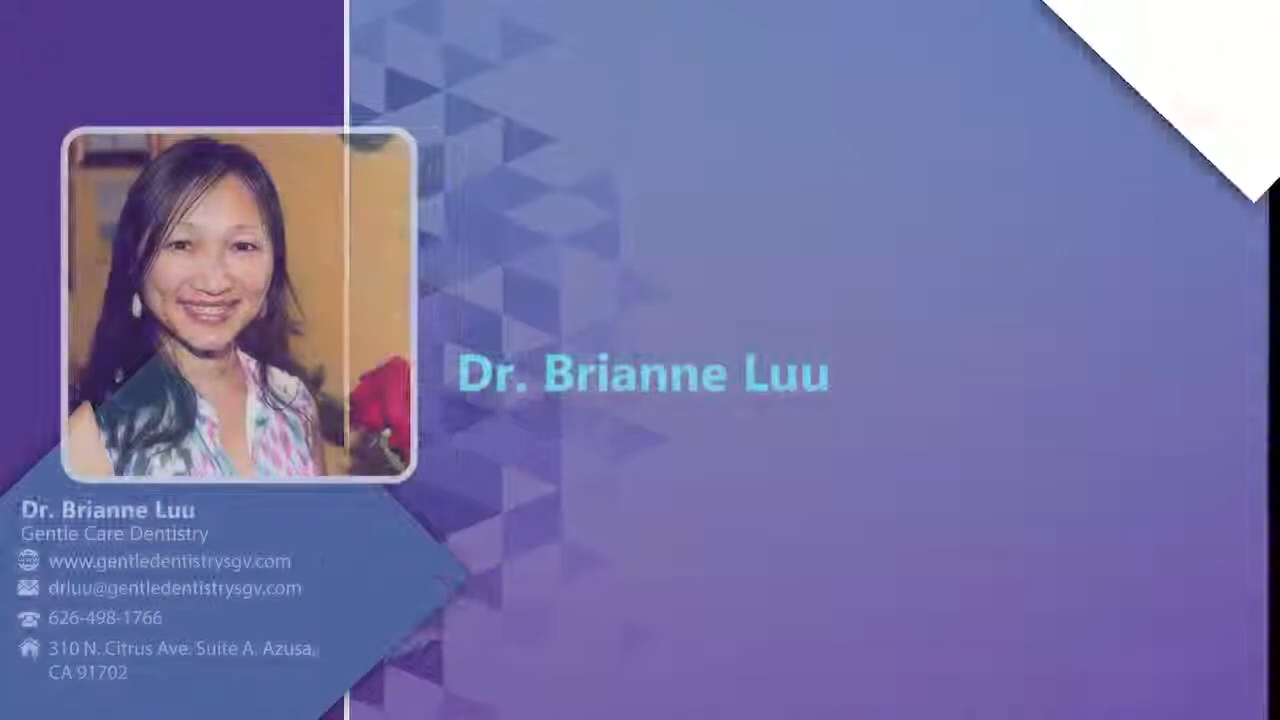 Dr. Brianne Luu
Dr. Brianne Luu
Gentle Care Dentistry
www.gentledentistrysgv.com
drluu@gentledentistrysgv.com
626-498-1766
310 N. Citrus Ave. Suite A. Azusa,
CA 91702